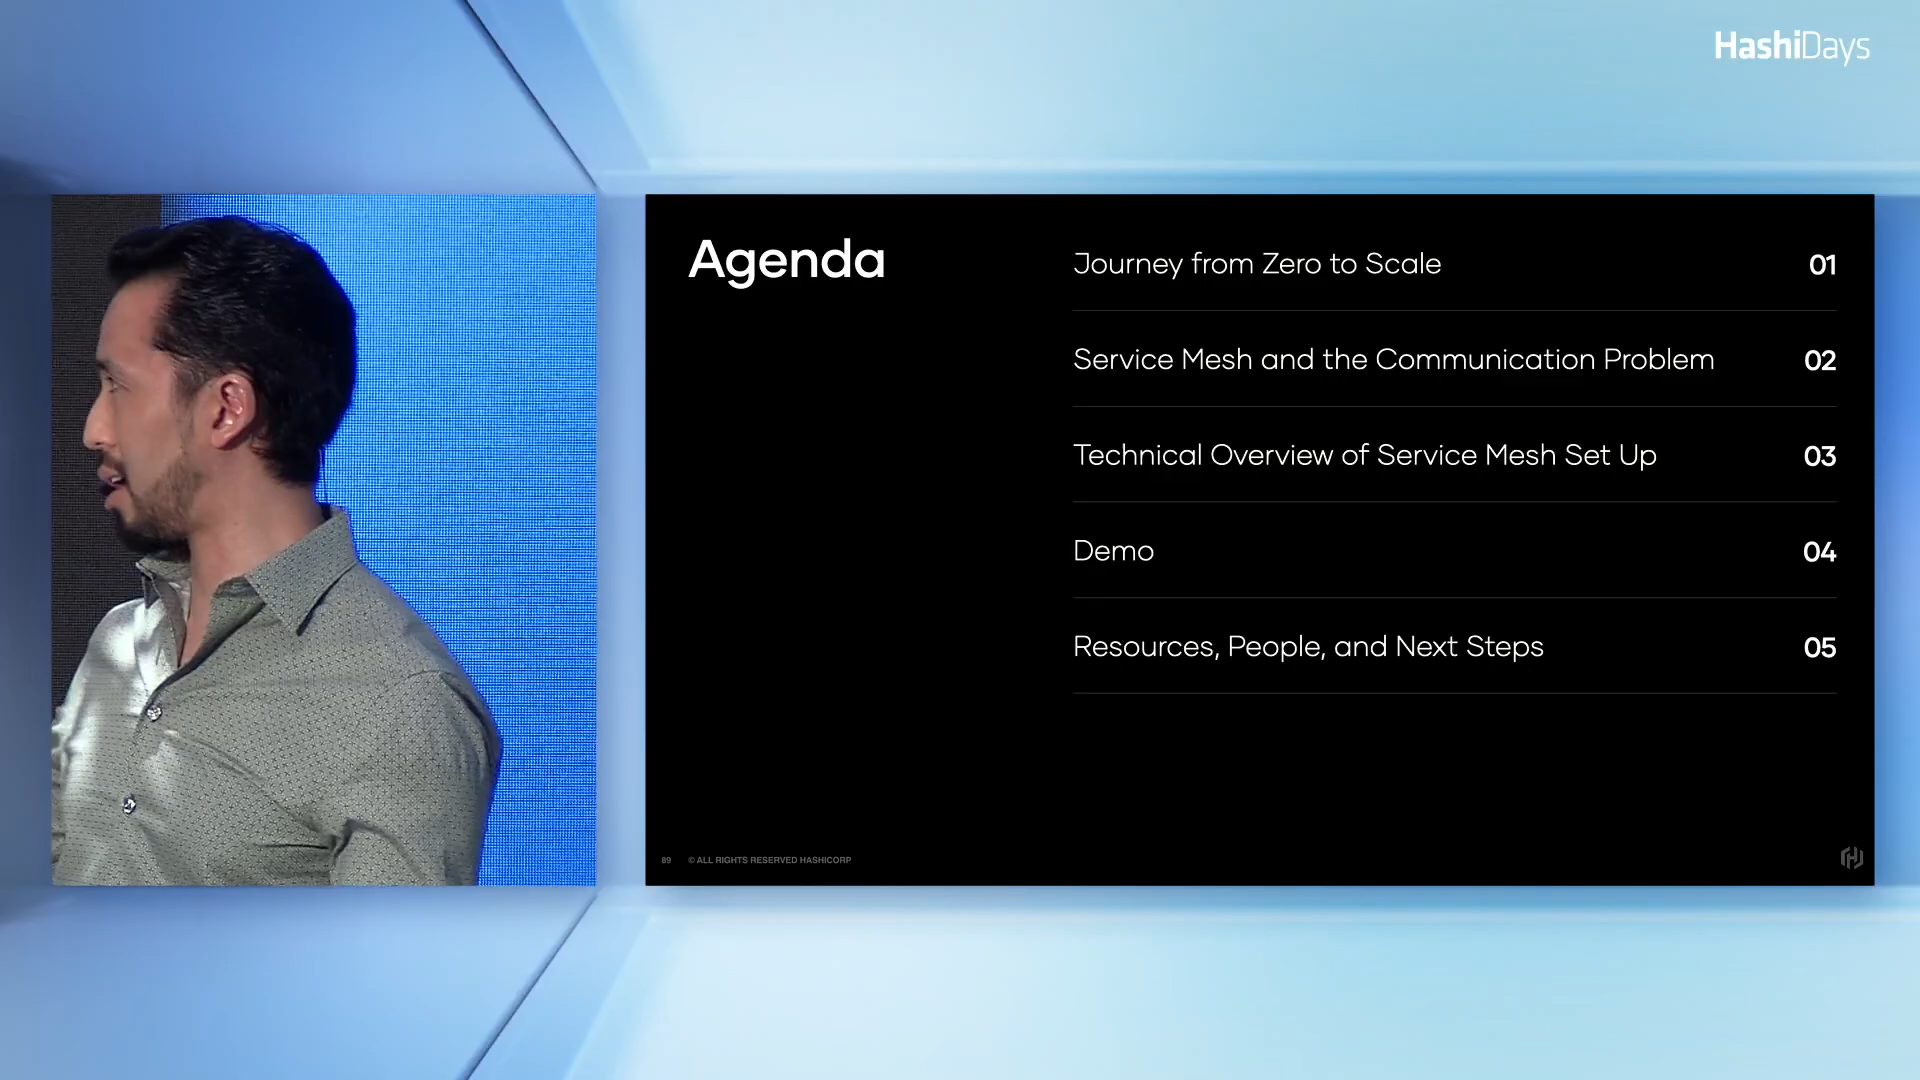 HashiDays
Agenda
Journey from Zero to Scale 01
Service Mesh and the Communication Problem 02
Technical Overview of Service Mesh Set Up 03
Demo 04
Resources, People, and Next Steps 05
89 © ALL RIGHTS RESERVED HASHICORP